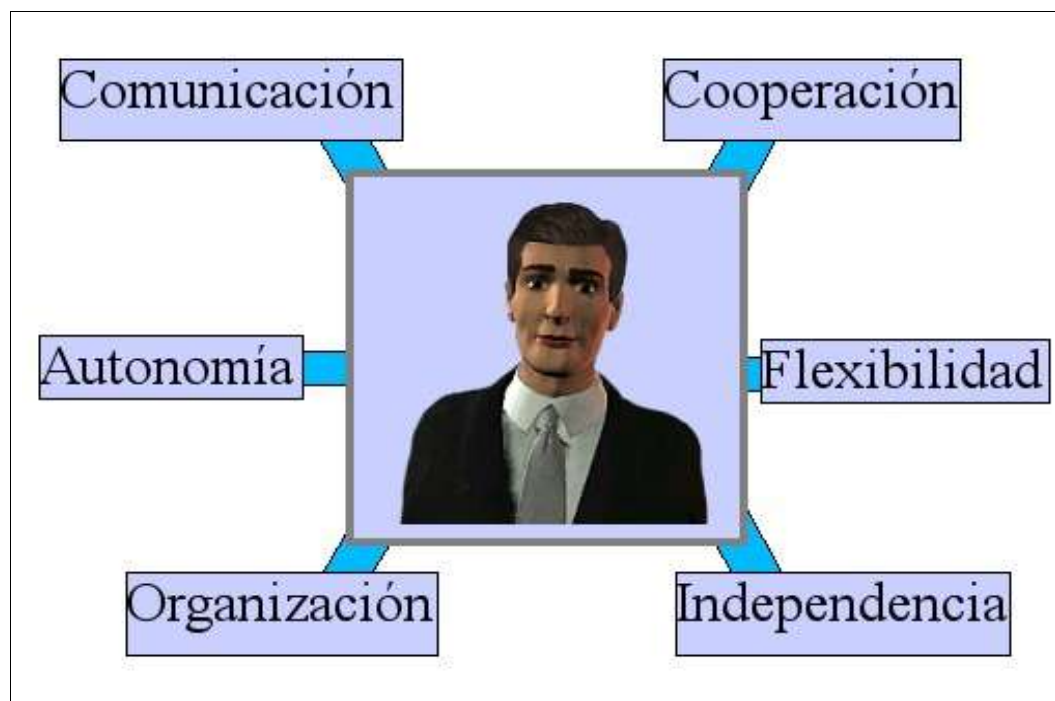 Comunicación
Cooperación
Autonomía
Flexibilidad
Organización
Independencia